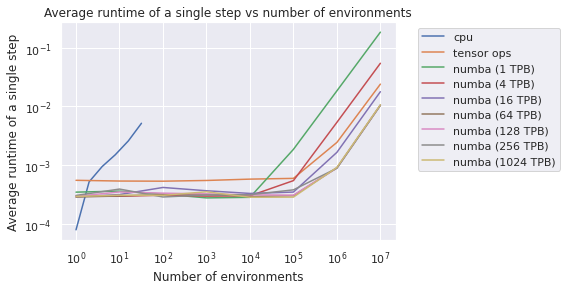 Average runtime of a single step vs number of environments
Average runtime of a single step
10⁻¹
10⁻²
10⁻³
10⁻⁴
10⁰ 10¹ 10² 10³ 10⁴ 10⁵ 10⁶ 10⁷
Number of environments
cpu
tensor ops
numba (1 TPB)
numba (4 TPB)
numba (16 TPB)
numba (64 TPB)
numba (128 TPB)
numba (256 TPB)
numba (1024 TPB)